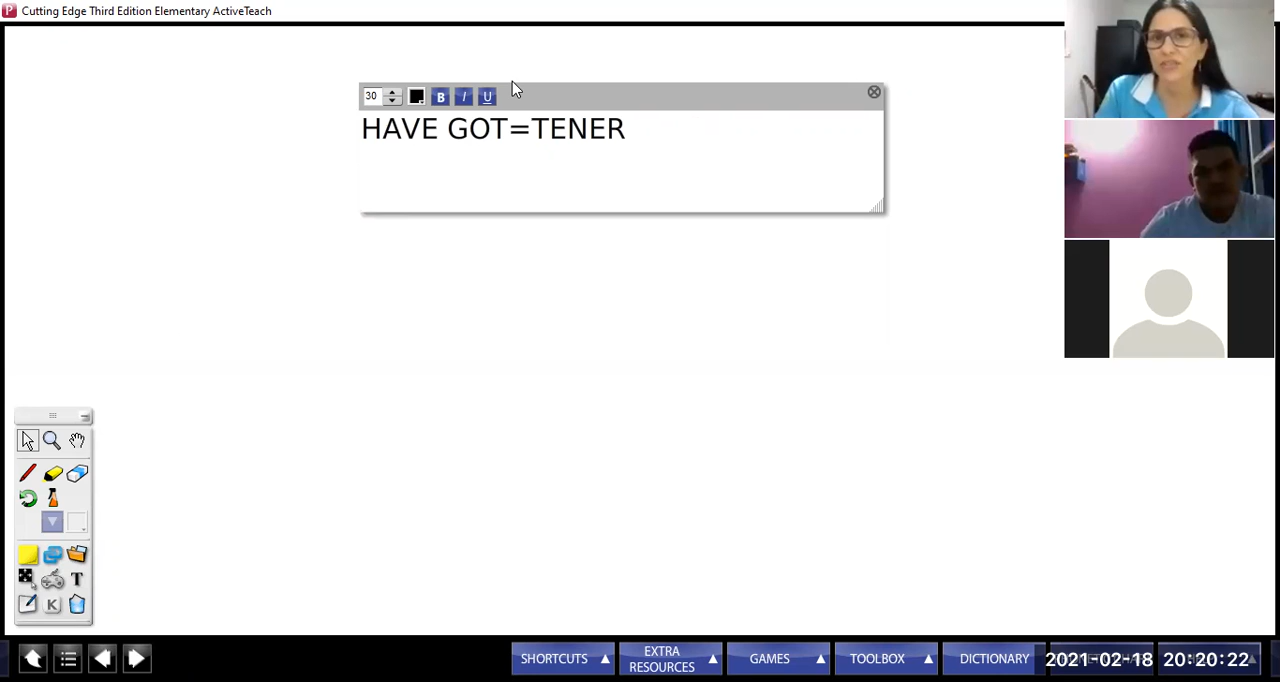 Cutting Edge Third Edition Elementary ActiveTeach
30 B I U
HAVE GOT=TENER
T
K
SHORTCUTS
EXTRA
RESOURCES
GAMES
TOOLBOX
DICTIONARY
2021-02-18 20:20:22